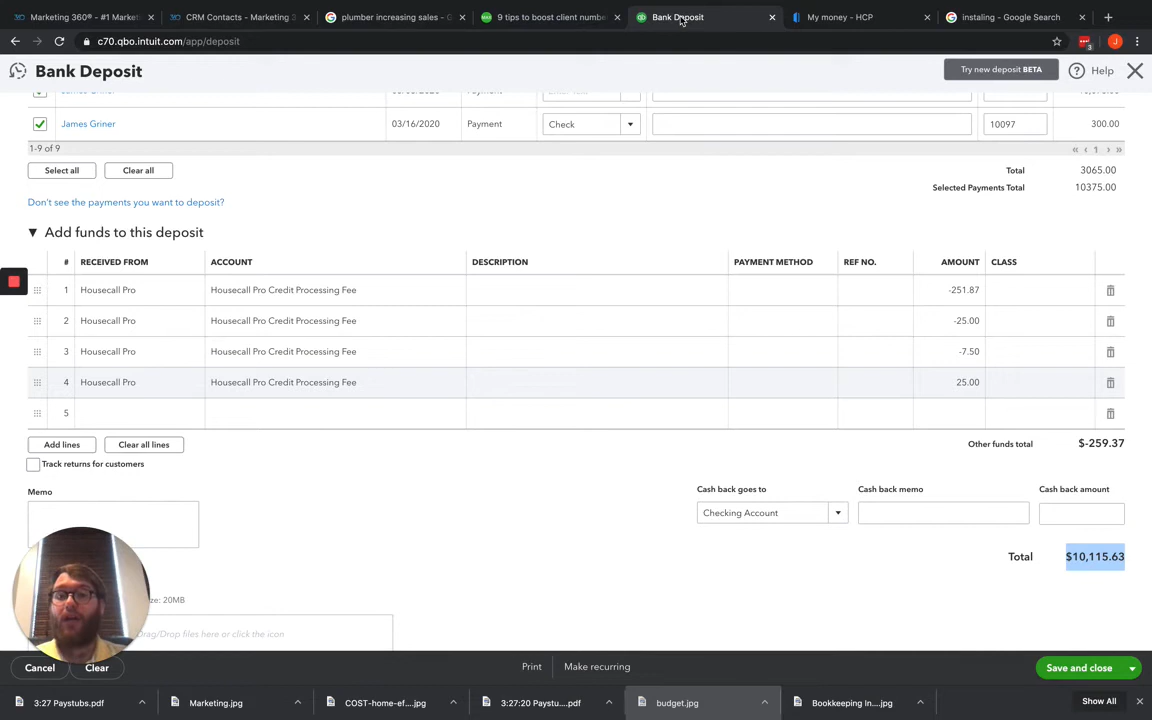 Marketing 360® - #1 Market
CRM Contacts - Marketing 3
plumber increasing sales - G
9 tips to boost client numbe
Bank Deposit
My money - HCP
instaling - Google Search
c70.qbo.intuit.com/app/deposit
3
J
Bank Deposit
Try new deposit BETA
Help
James Griner
Payment
James Griner 03/16/2020 Payment Check 10097 300.00
1-9 of 9
1
Select all Clear all
Total 3065.00
Selected Payments Total 10375.00
Don't see the payments you want to deposit?
Add funds to this deposit
# RECEIVED FROM ACCOUNT DESCRIPTION PAYMENT METHOD REF NO. AMOUNT CLASS
1 Housecall Pro Housecall Pro Credit Processing Fee -251.87
2 Housecall Pro Housecall Pro Credit Processing Fee -25.00
3 Housecall Pro Housecall Pro Credit Processing Fee -7.50
4 Housecall Pro Housecall Pro Credit Processing Fee 25.00
5
Add lines Clear all lines
Other funds total $-259.37
Track returns for customers
Memo
Cash back goes to Cash back memo Cash back amount
Checking Account
Total $10,115.63
ze: 20MB
Drag/Drop files here or click the icon
Cancel Clear Print Make recurring Save and close
3:27 Paystubs.pdf
Marketing.jpg
COST-home-ef....jpg
3:27:20 Paystu....pdf
budget.jpg
Bookkeeping In....jpg
Show All